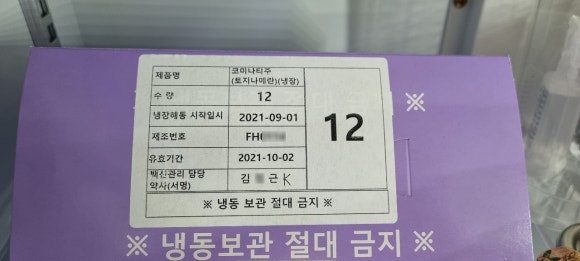 제품명 코미나티주
(토지나메란)(냉장)
수 량 12
냉장해동 시작일시 2021-09-01
제조번호 FH
유효기간 2021-10-02
백신관리 담당
약사(서명) 김 근 K
12
※ 냉동 보관 절대 금지 ※
※
※ 냉동보관 절대 금지 ※